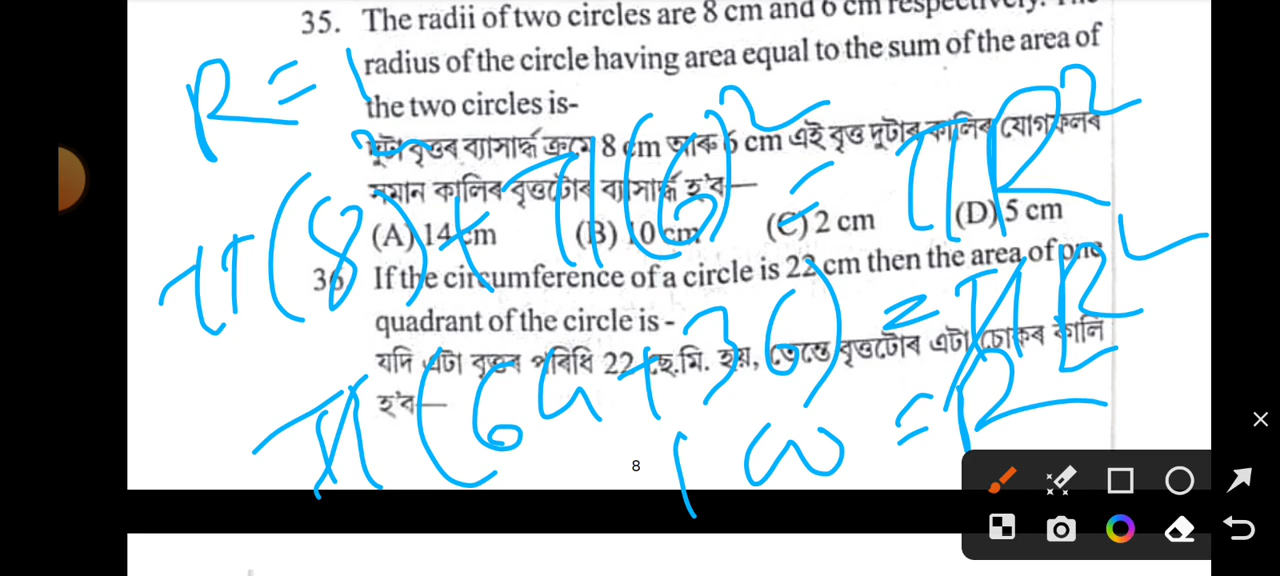 35. The radii of two circles are 8 cm and 6 cm respectively. The
radius of the circle having area equal to the sum of the area of
the two circles is-
দুটা বৃত্তৰ ব্যাসাৰ্দ্ধ ক্ৰমে 8 cm আৰু 6 cm এই বৃত্ত দুটাৰ কালিৰ যোগফলৰ
সমান কালিৰ বৃত্তটোৰ ব্যাসাৰ্দ্ধ হ'ব—
(A) 14 cm (B) 10 cm (C) 2 cm (D) 5 cm
36. If the circumference of a circle is 22 cm then the area of one
quadrant of the circle is -
যদি এটা বৃত্তৰ পৰিধি 22 ছে.মি. হয়, তেন্তে বৃত্তটোৰ এটা চোকৰ কালি
হ'ব—
8
R = 1
π(8)² + π(6)² = πR²
π(64+36) = πR²
100 = R²